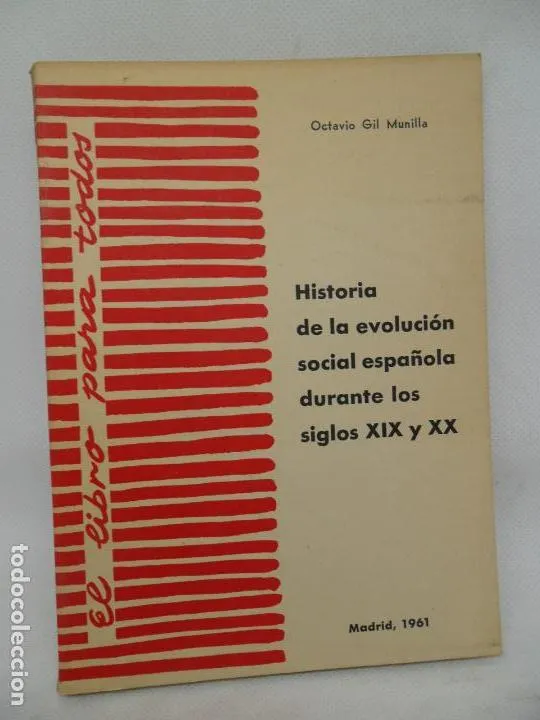 Octavio Gil Munilla
Historia
de la evolución
social española
durante los
siglos XIX y XX
Madrid, 1961
El libro para todos
todocoleccion.net